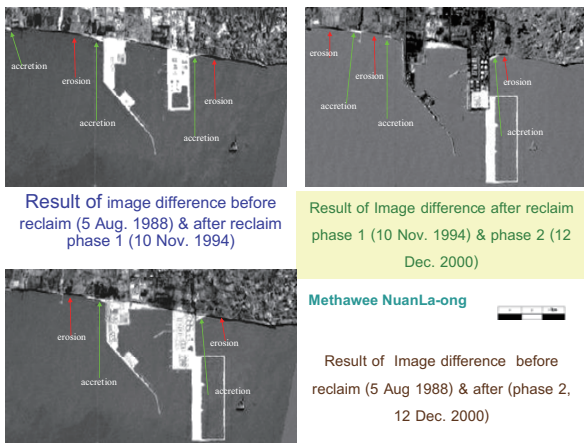 accretion
erosion
accretion
accretion
erosion
erosion
accretion
erosion
accretion
erosion
accretion
Result of image difference before
reclaim (5 Aug. 1988) & after reclaim
phase 1 (10 Nov. 1994)
Result of Image difference after reclaim
phase 1 (10 Nov. 1994) & phase 2 (12
Dec. 2000)
erosion
accretion
erosion
accretion
Methawee NuanLa-ong
Result of Image difference before
reclaim (5 Aug 1988) & after (phase 2,
12 Dec. 2000)